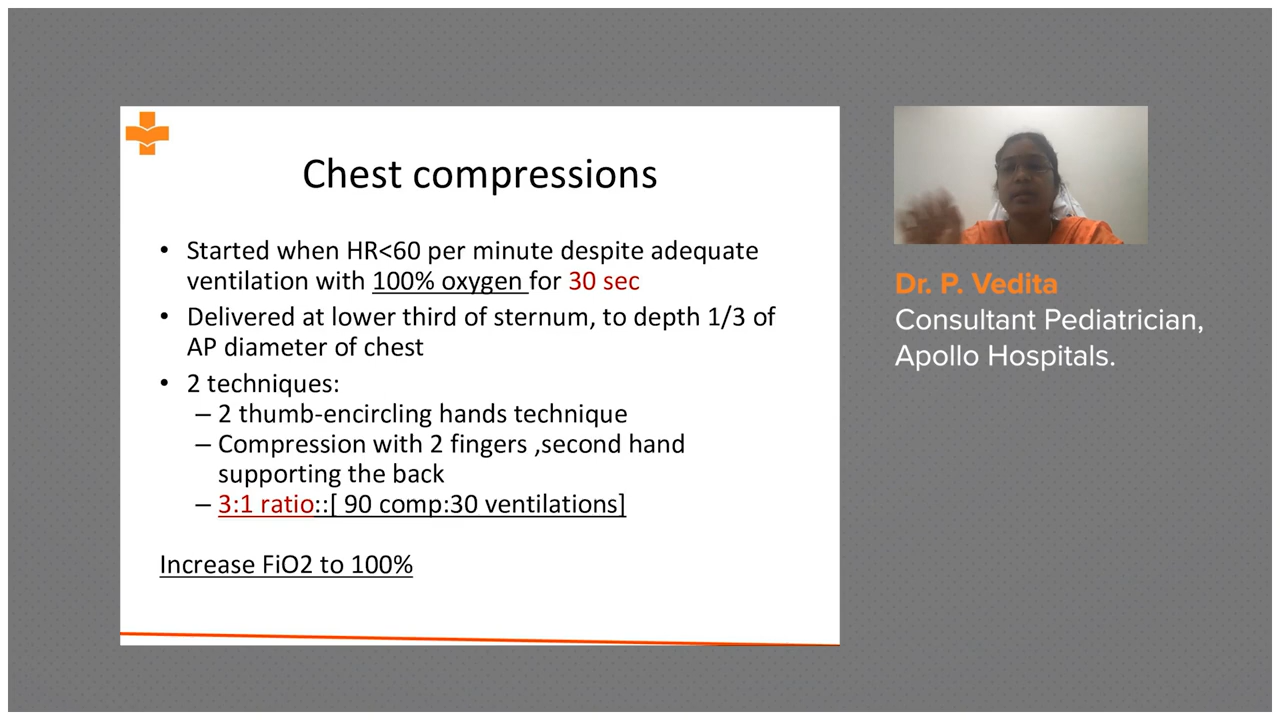 Chest compressions
• Started when HR<60 per minute despite adequate
ventilation with 100% oxygen for 30 sec
• Delivered at lower third of sternum, to depth 1/3 of
AP diameter of chest
• 2 techniques:
– 2 thumb-encircling hands technique
– Compression with 2 fingers ,second hand
supporting the back
– 3:1 ratio::[ 90 comp:30 ventilations]
Increase FiO2 to 100%
Dr. P. Vedita
Consultant Pediatrician,
Apollo Hospitals.